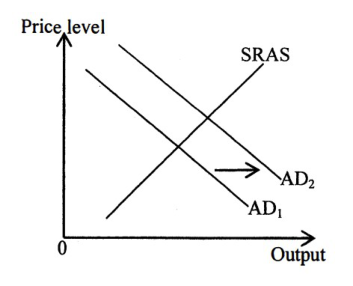 Price level
SRAS
AD₂
AD₁
0
Output